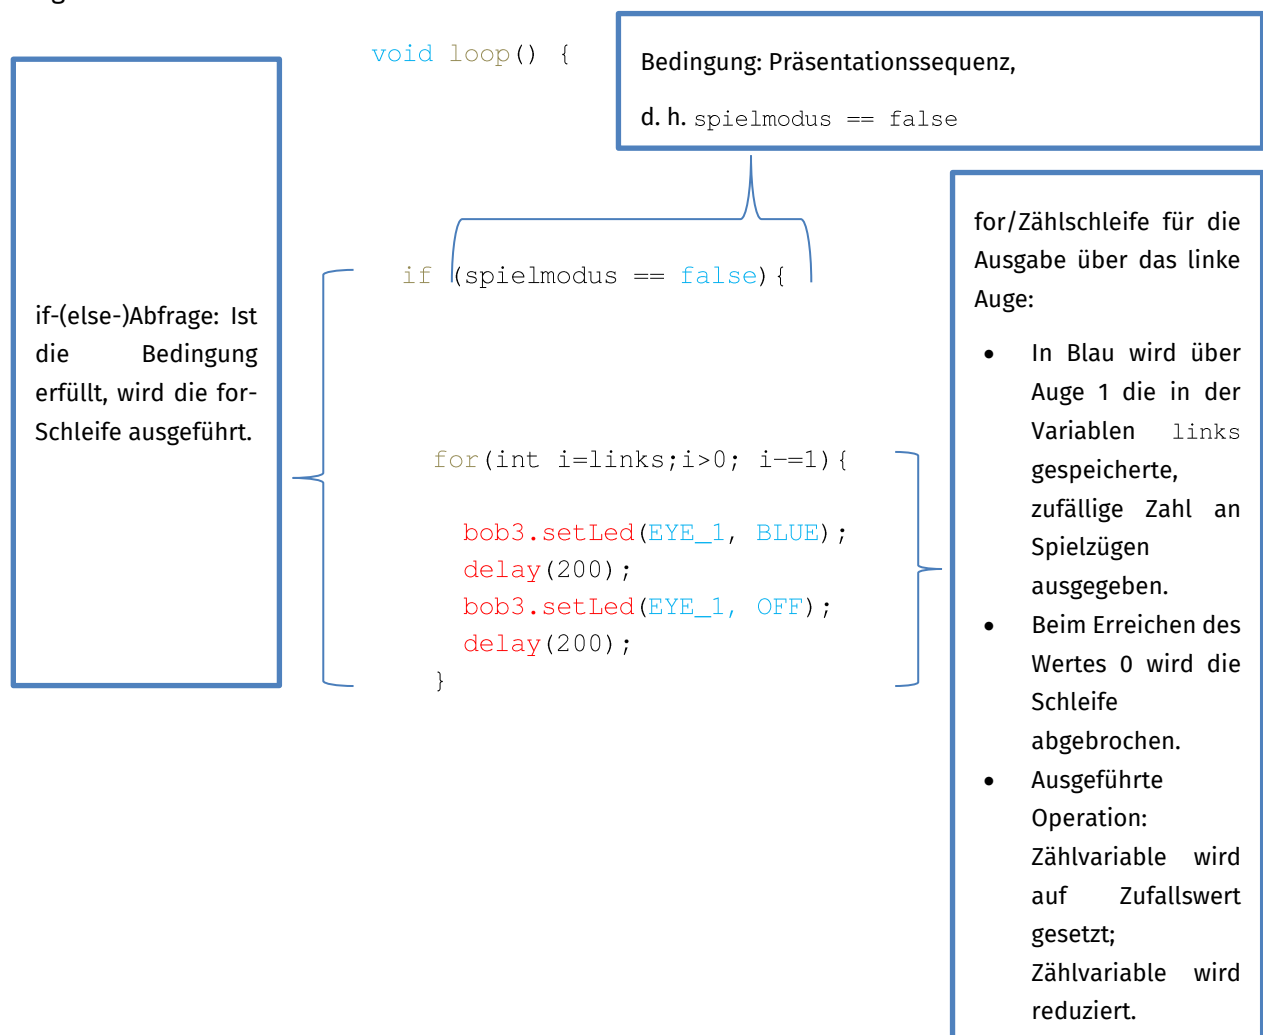 void loop() {
Bedingung: Präsentationssequenz,
d. h. spielmodus == false
if (spielmodus == false){
if-(else-)Abfrage: Ist
die Bedingung
erfüllt, wird die for-
Schleife ausgeführt.
for(int i=links;i>0; i-=1){
bob3.setLed(EYE_1, BLUE);
delay(200);
bob3.setLed(EYE_1, OFF);
delay(200);
}
for/Zählschleife für die
Ausgabe über das linke
Auge:
• In Blau wird über
Auge 1 die in der
Variablen links
gespeicherte,
zufällige Zahl an
Spielzügen
ausgegeben.
• Beim Erreichen des
Wertes 0 wird die
Schleife
abgebrochen.
• Ausgeführte
Operation:
Zählvariable wird
auf Zufallswert
gesetzt;
Zählvariable wird
reduziert.